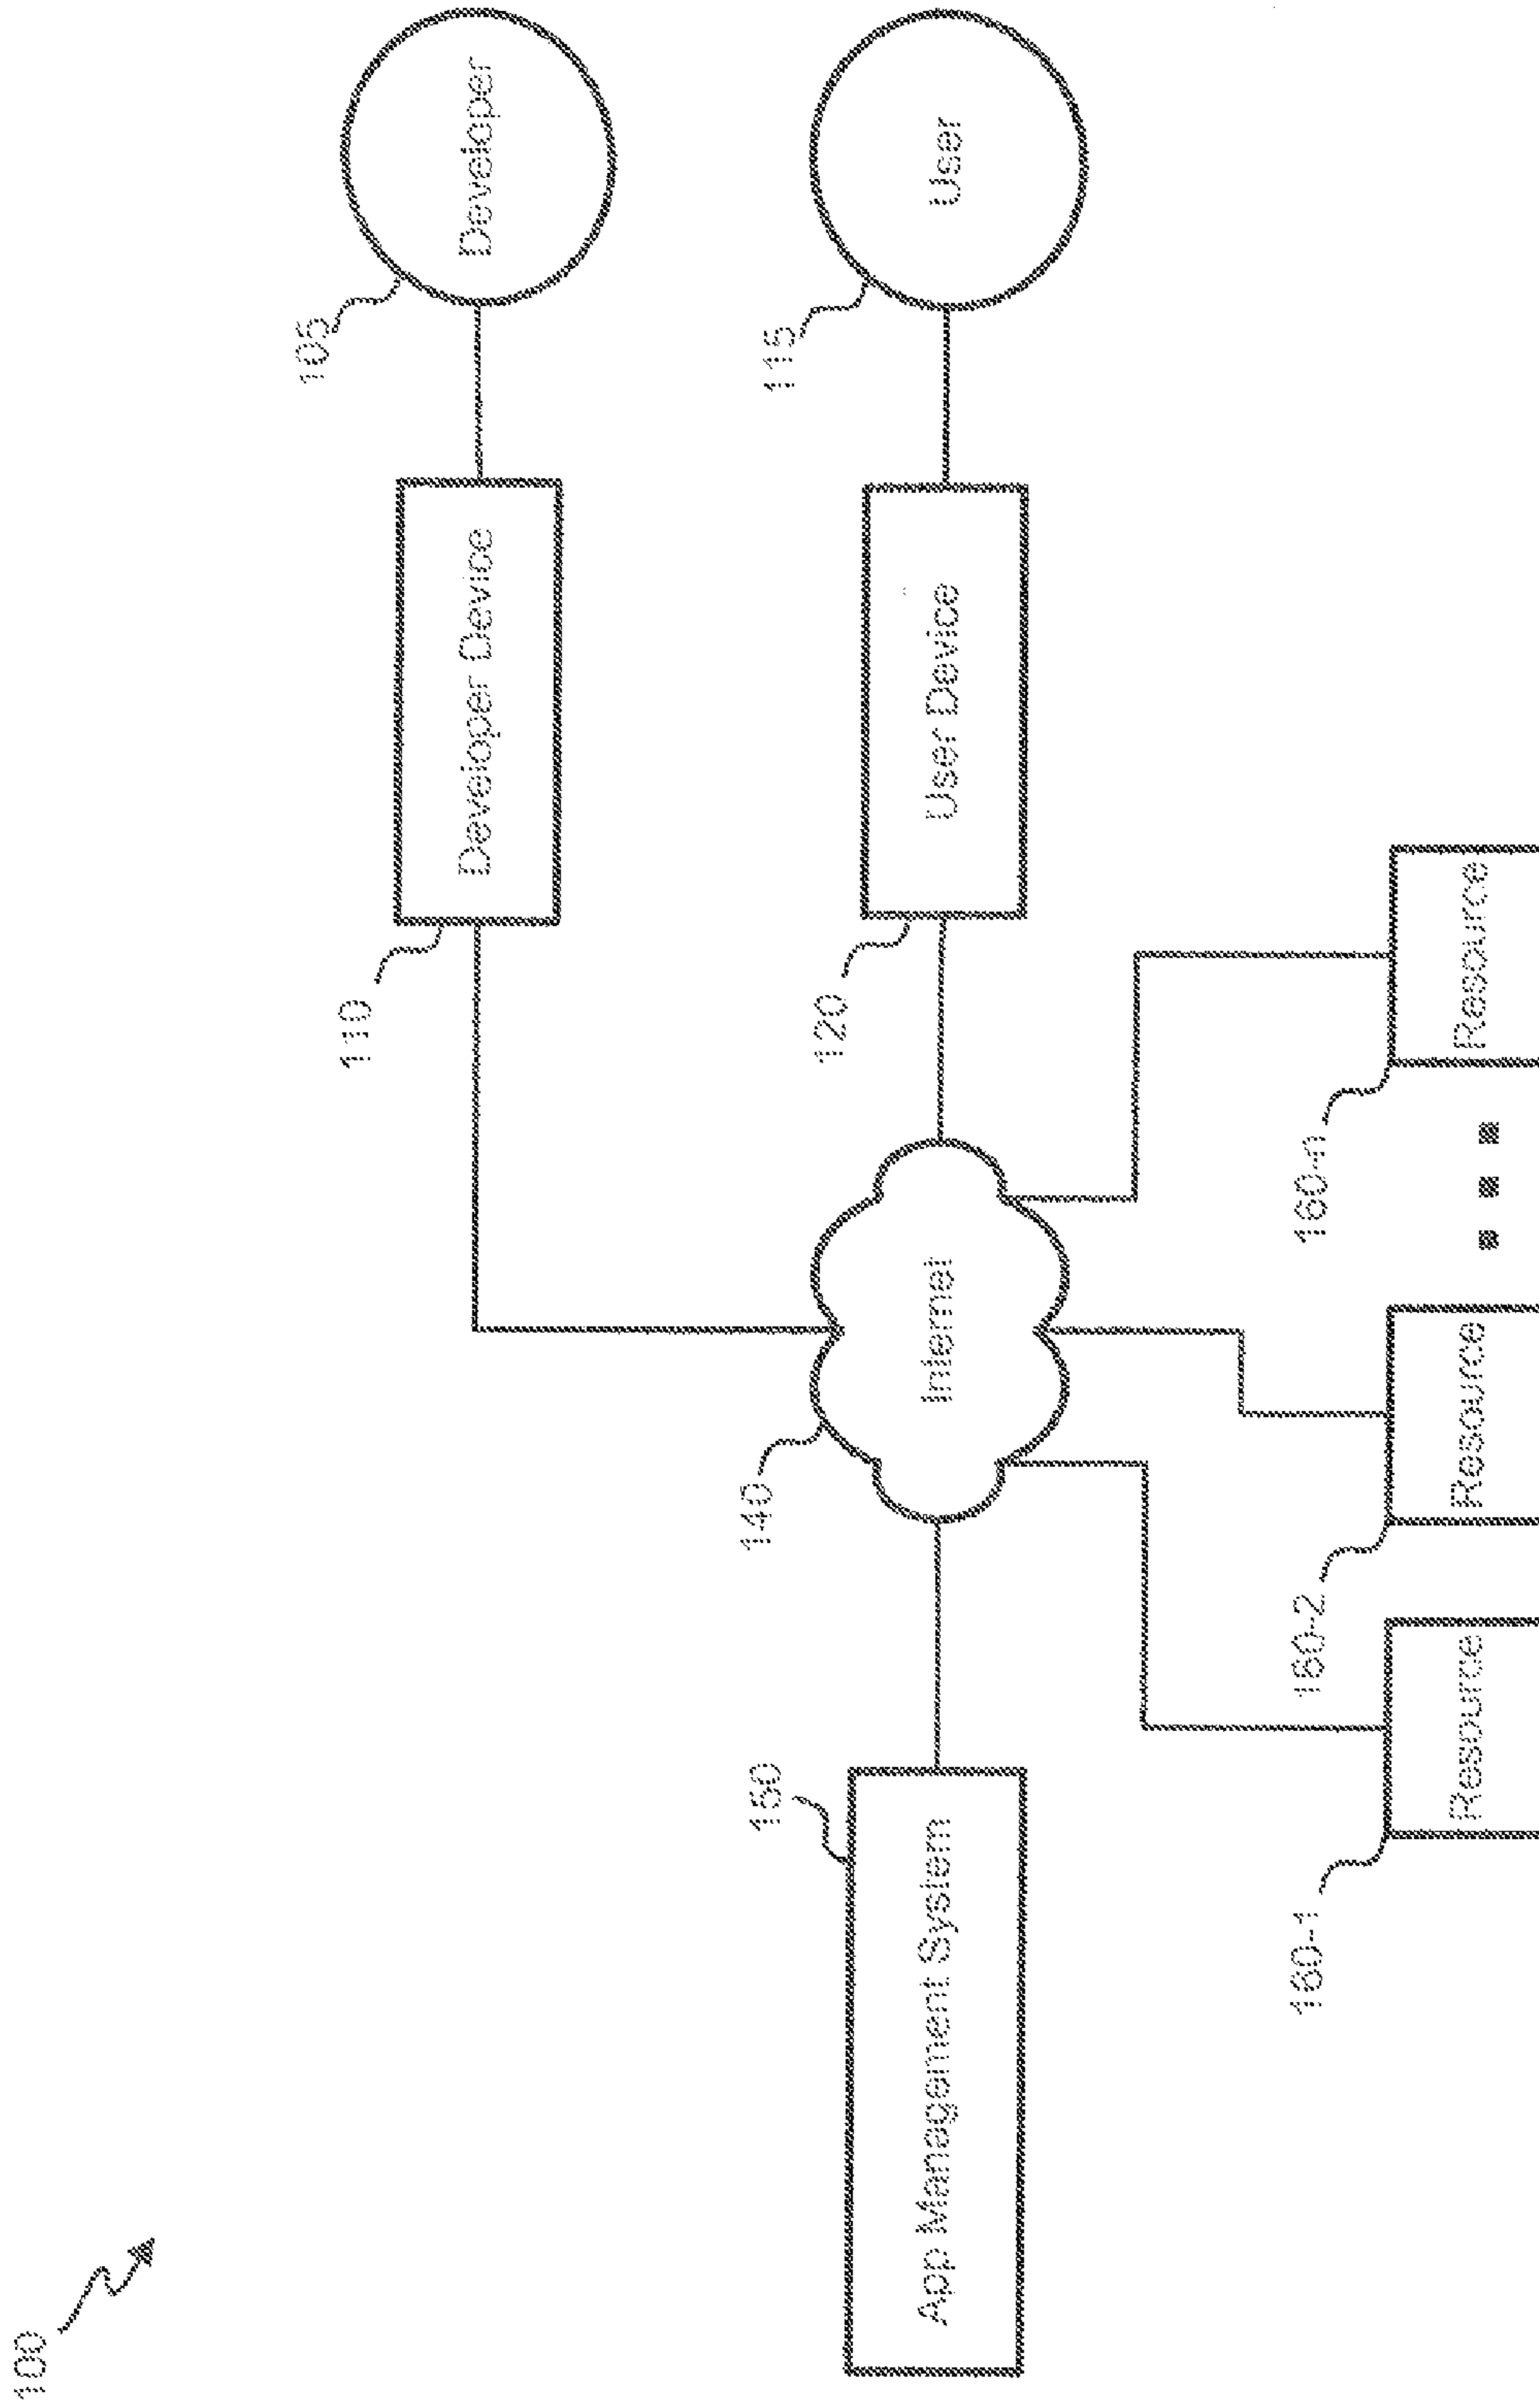 100
105
Developer
110
Developer Device
115
User
120
User Device
140
Internet
150
App Management System
160-1
Resource
160-2
Resource
160-n
Resource